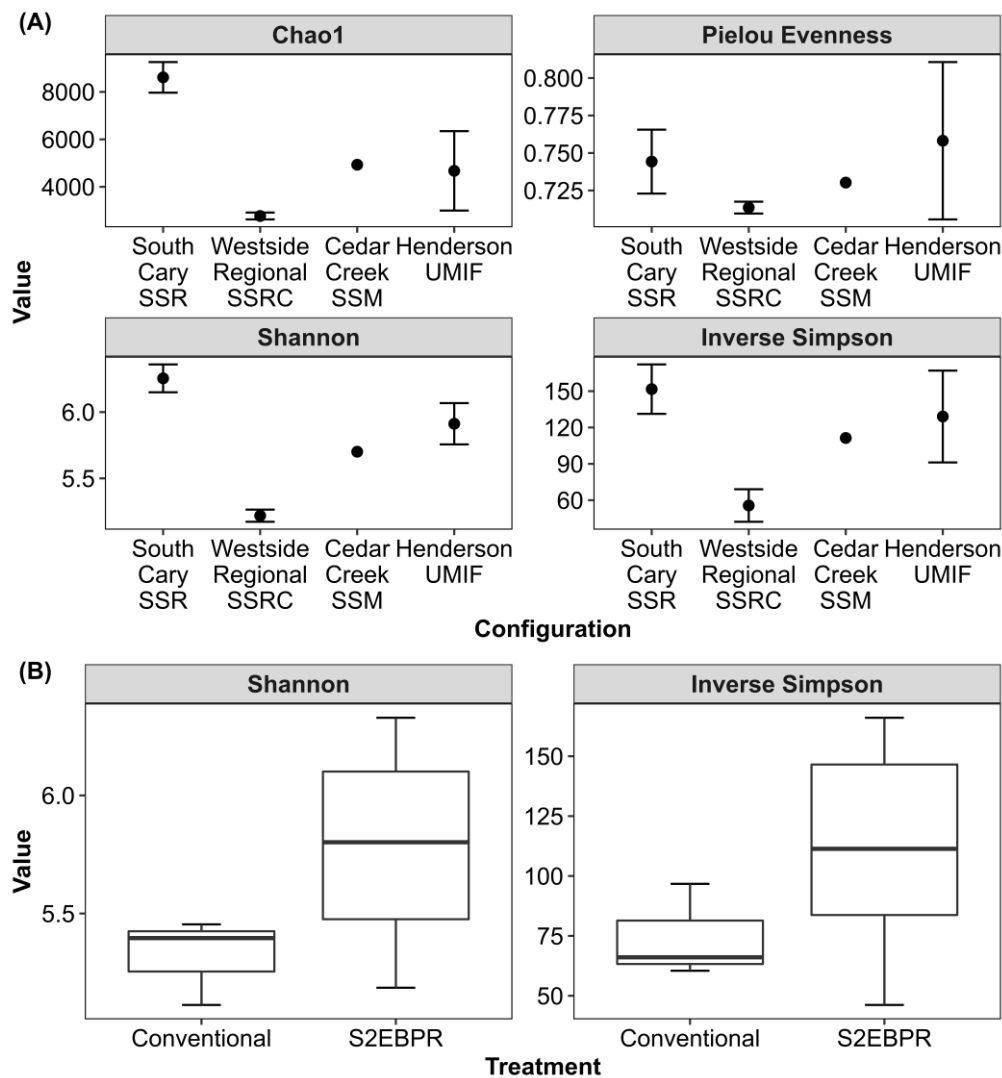 (A)
Chao1
Pielou Evenness
8000
6000
4000
0.800
0.775
0.750
0.725
South Cary SSR
Westside Regional SSRC
Cedar Creek SSM
Henderson UMIF
South Cary SSR
Westside Regional SSRC
Cedar Creek SSM
Henderson UMIF
Value
Shannon
Inverse Simpson
6.0
5.5
150
120
90
60
South Cary SSR
Westside Regional SSRC
Cedar Creek SSM
Henderson UMIF
South Cary SSR
Westside Regional SSRC
Cedar Creek SSM
Henderson UMIF
Configuration
(B)
Shannon
Inverse Simpson
Value
6.0
5.5
150
125
100
75
50
Conventional
S2EBPR
Conventional
S2EBPR
Treatment